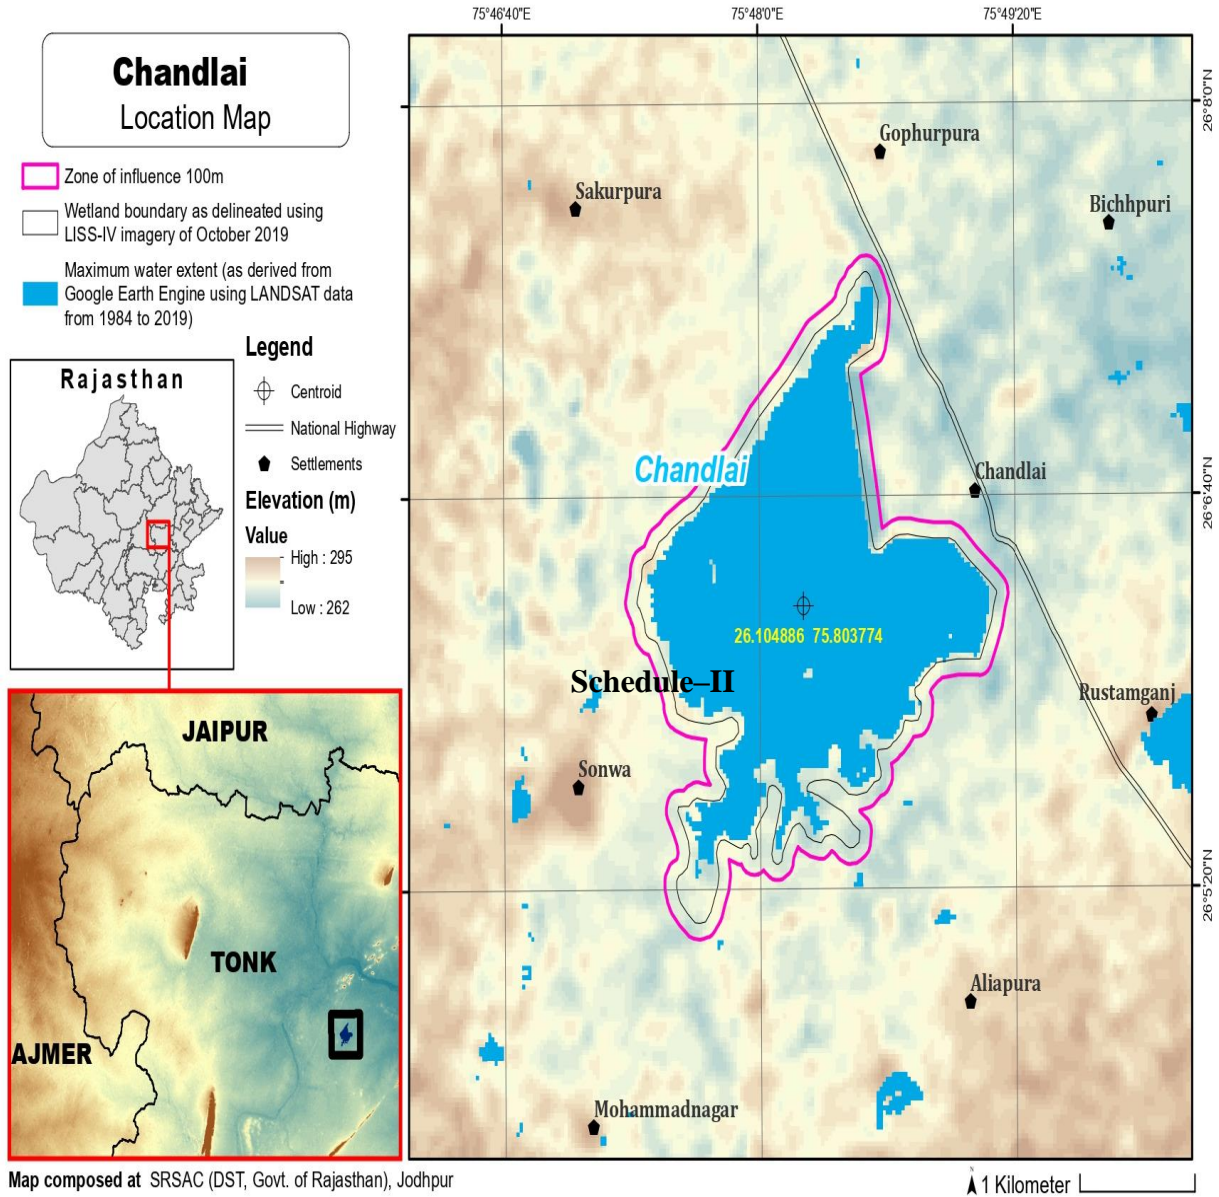 Chandlai
Location Map
Zone of influence 100m
Wetland boundary as delineated using
LISS-IV imagery of October 2019
Maximum water extent (as derived from
Google Earth Engine using LANDSAT data
from 1984 to 2019)
Rajasthan
Legend
Centroid
National Highway
Settlements
Elevation (m)
Value
High : 295
Low : 262
JAIPUR
TONK
AJMER
Map composed at SRSAC (DST, Govt. of Rajasthan), Jodhpur
75°46'40"E
75°48'0"E
75°49'20"E
26°8'0"N
26°6'40"N
26°5'20"N
Gophurpura
Sakurpura
Bichhpuri
Chandlai
Chandlai
26.104886 75.803774
Schedule–II
Rustamganj
Sonwa
Aliapura
Mohammadnagar
N
1 Kilometer